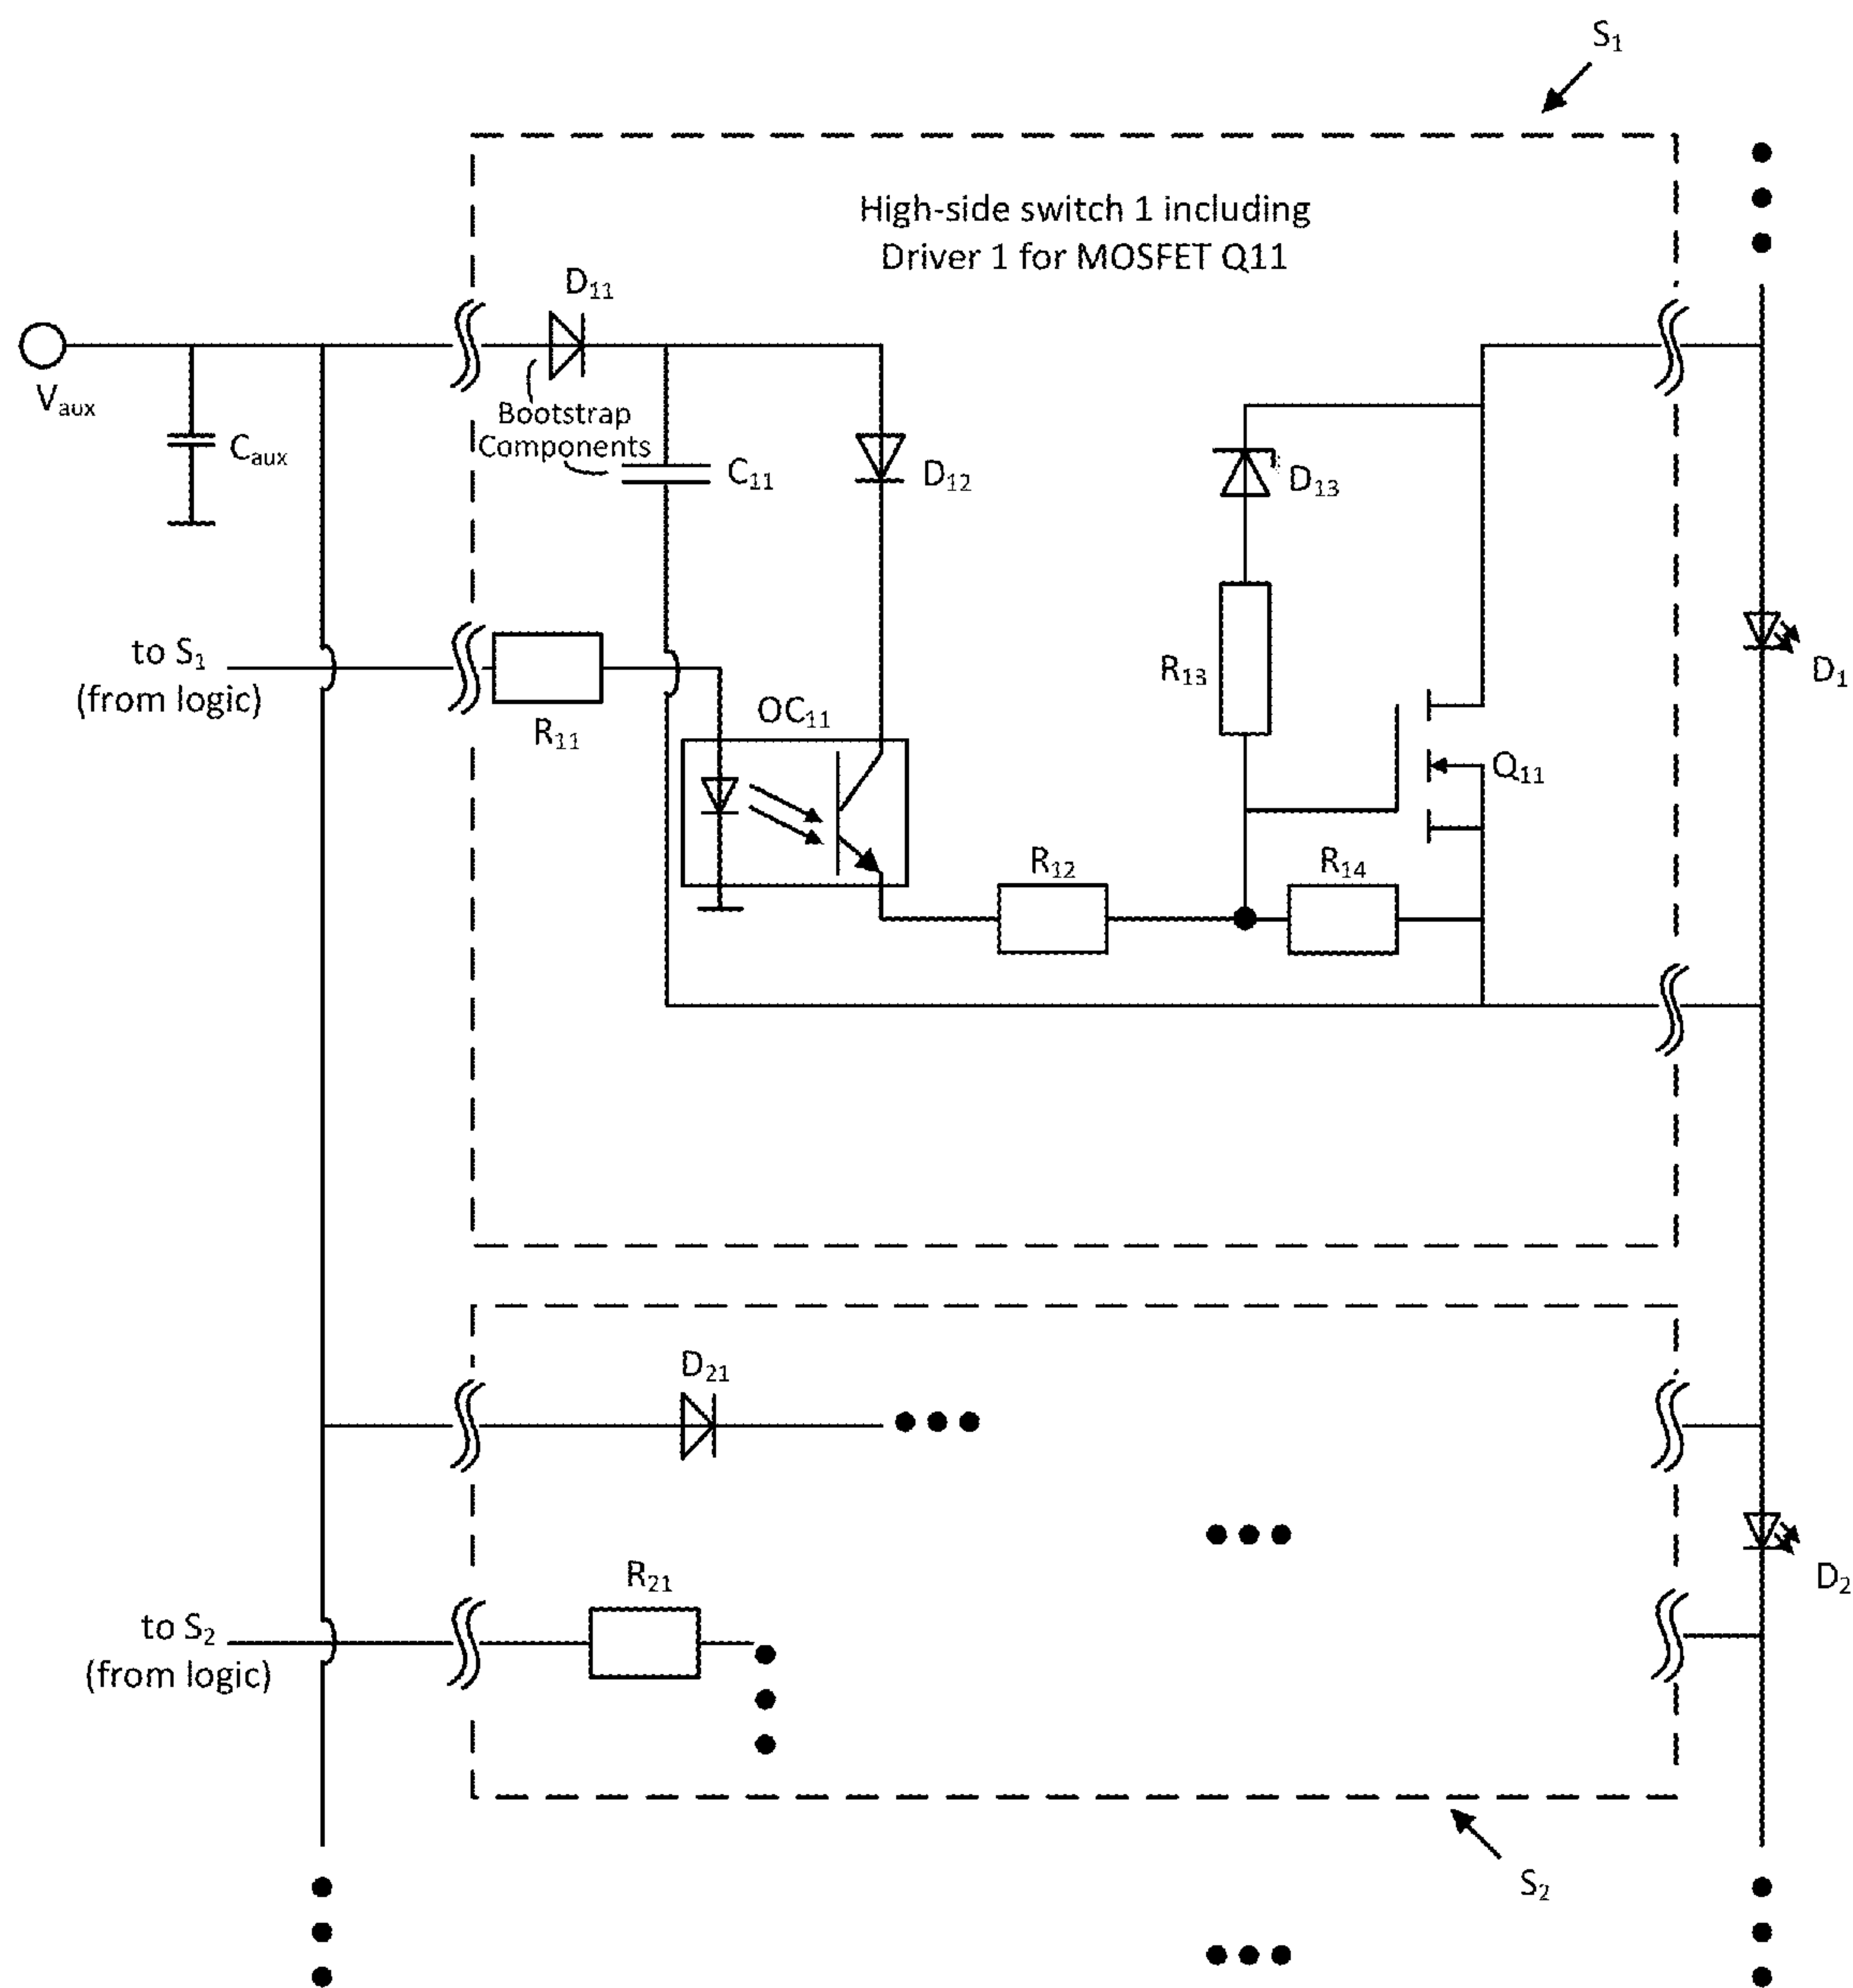 S₁
High-side switch 1 including
Driver 1 for MOSFET Q11
D₁₁
Vaux
Caux
Bootstrap
Components
C₁₁
D₁₂
D₁₃
to S₁
(from logic)
R₁₁
OC₁₁
R₁₃
Q₁₁
D₁
R₁₂
R₁₄
D₂₁
R₂₁
D₂
to S₂
(from logic)
S₂